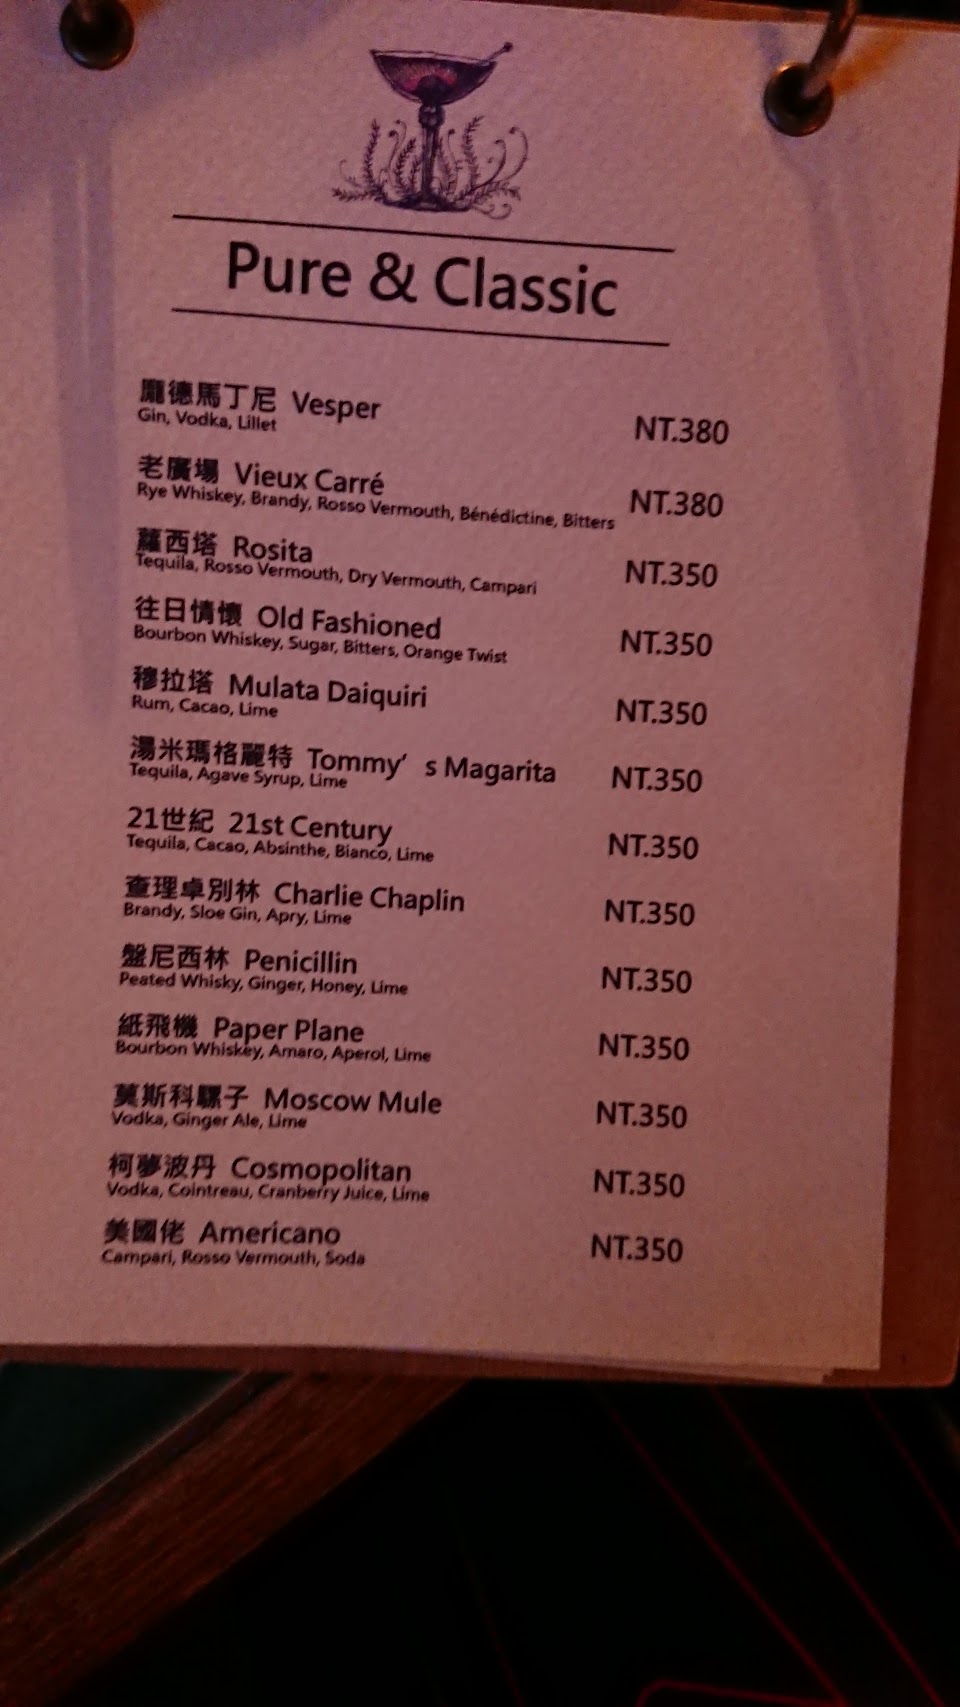 Pure & Classic
龐德馬丁尼 Vesper
Gin, Vodka, Lillet
NT.380
老廣場 Vieux Carré
Rye Whiskey, Brandy, Rosso Vermouth, Bénédictine, Bitters
NT.380
蘿西塔 Rosita
Tequila, Rosso Vermouth, Dry Vermouth, Campari
NT.350
往日情懷 Old Fashioned
Bourbon Whiskey, Sugar, Bitters, Orange Twist
NT.350
穆拉塔 Mulata Daiquiri
Rum, Cacao, Lime
NT.350
湯米瑪格麗特 Tommy’s Magarita
Tequila, Agave Syrup, Lime
NT.350
21世紀 21st Century
Tequila, Cacao, Absinthe, Bianco, Lime
NT.350
查理卓別林 Charlie Chaplin
Brandy, Sloe Gin, Apry, Lime
NT.350
盤尼西林 Penicillin
Peated Whisky, Ginger, Honey, Lime
NT.350
紙飛機 Paper Plane
Bourbon Whiskey, Amaro, Aperol, Lime
NT.350
莫斯科騾子 Moscow Mule
Vodka, Ginger Ale, Lime
NT.350
柯夢波丹 Cosmopolitan
Vodka, Cointreau, Cranberry Juice, Lime
NT.350
美國佬 Americano
Campari, Rosso Vermouth, Soda
NT.350